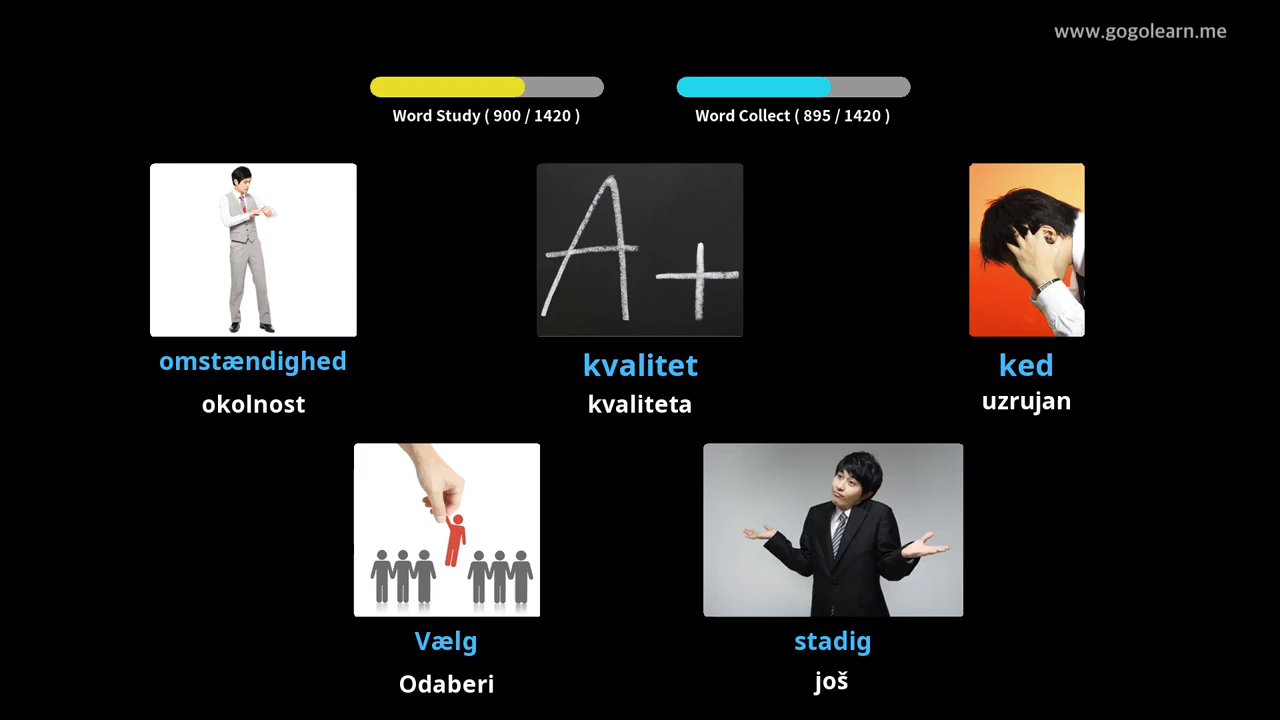 www.gogolearn.me
Word Study ( 900 / 1420 )
Word Collect ( 895 / 1420 )
A+
omstændighed
okolnost
kvalitet
kvaliteta
ked
uzrujan
Vælg
Odaberi
stadig
još